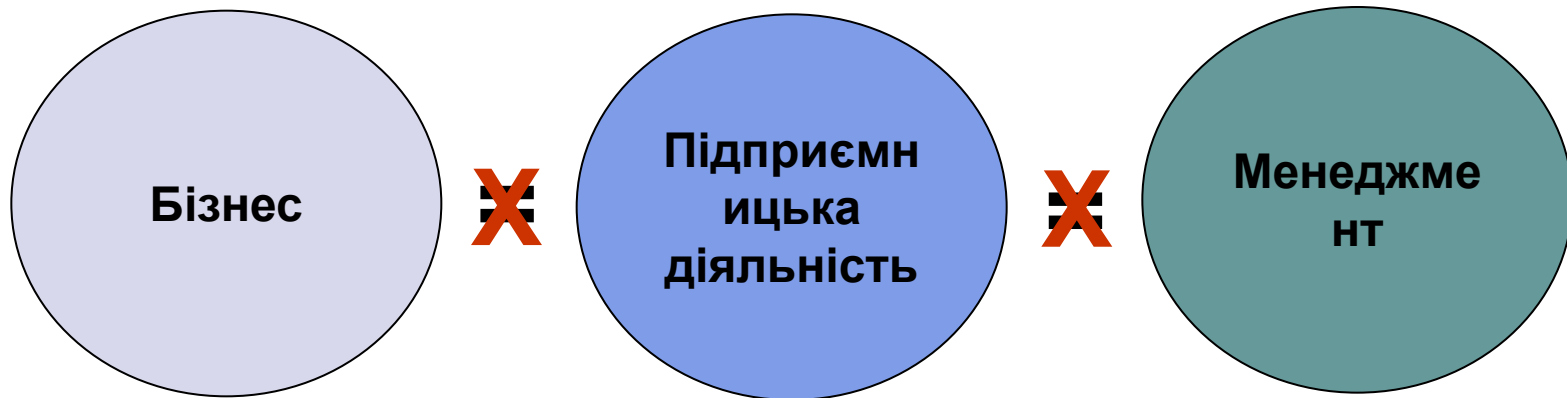 Бізнес
=
X
Підприємн
ицька
діяльність
=
X
Менеджме
нт